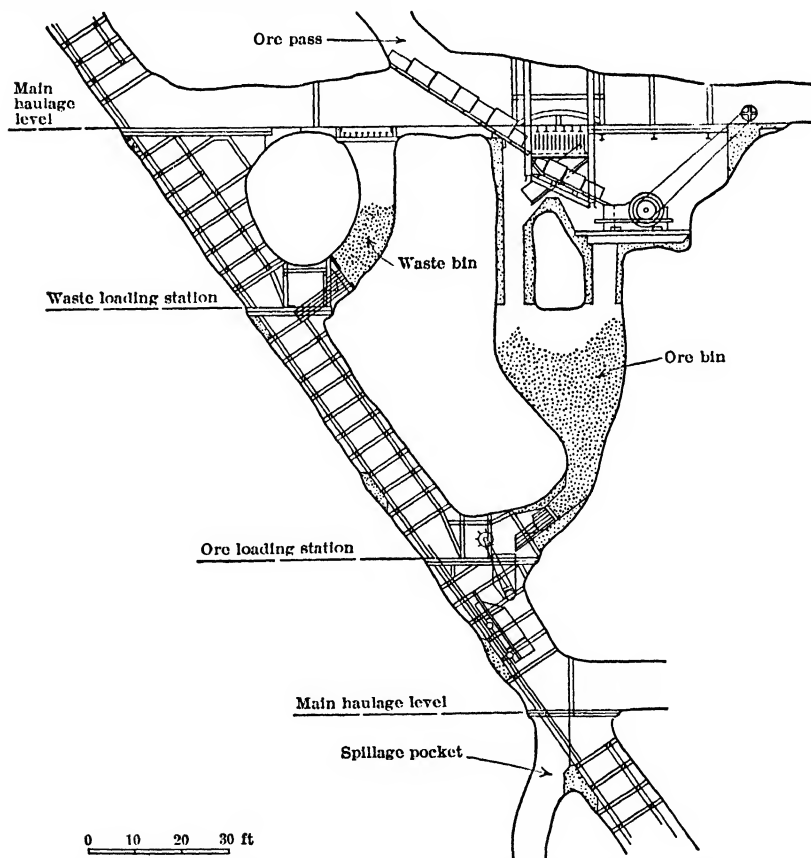 Ore pass
Main
haulage
level
Waste bin
Waste loading station
Ore bin
Ore loading station
Main haulage level
Spillage pocket
0 10 20 30 ft